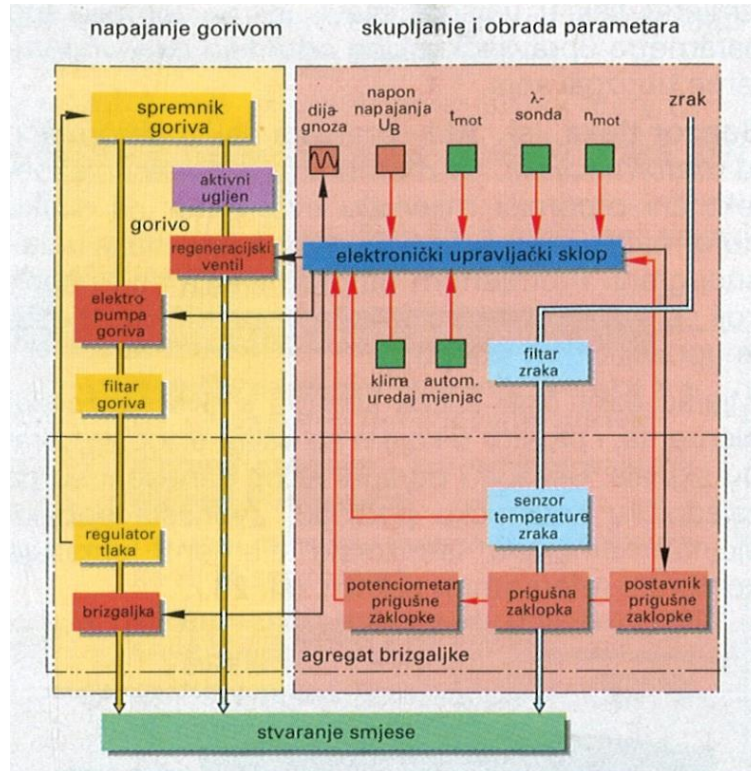 napajanje gorivom
skupljanje i obrada parametara
spremnik
goriva
aktivni
ugljen
gorivo
regeneracijski
ventil
elektro-
pumpa
goriva
filtar
goriva
regulator
tlaka
brizgaljka
dija-
gnoza
napon
napajanja
U_B
t_mot
λ-
sonda
n_mot
zrak
elektronički upravljački sklop
klima
uredaj
autom.
mjenjac
filtar
zraka
senzor
temperature
zraka
potenciometar
prigušne
zaklopke
prigušna
zaklopka
postavnik
prigušne
zaklopke
agregat brizgaljke
stvaranje smjese